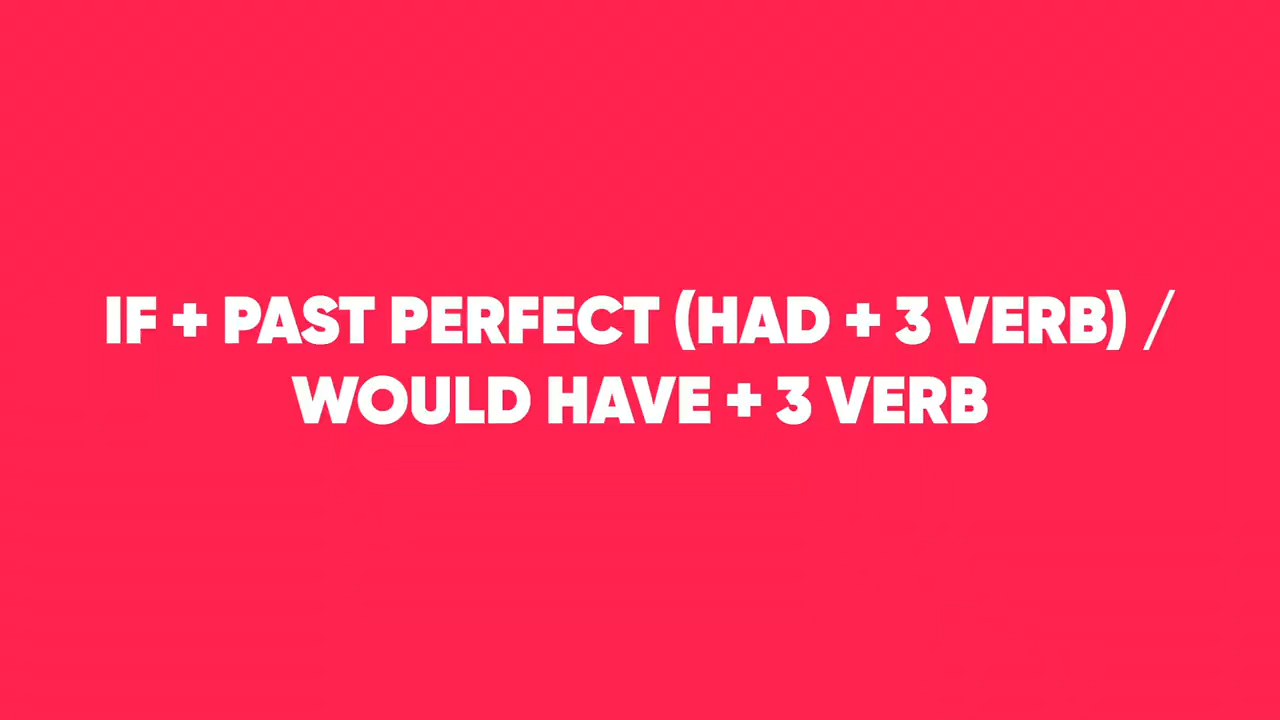 IF + PAST PERFECT (HAD + 3 VERB) /
WOULD HAVE + 3 VERB